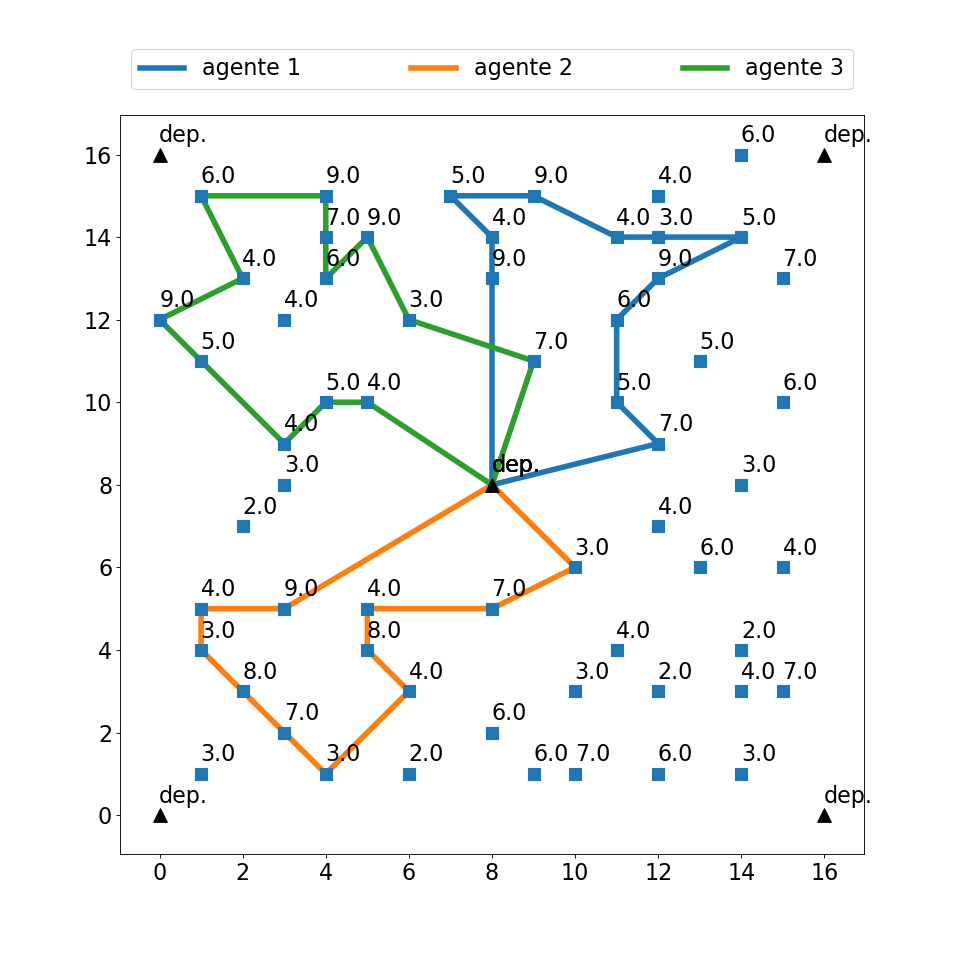 agente 1 agente 2 agente 3
dep. 6.0 dep.
16
6.0 9.0 5.0 9.0 4.0
7.0 9.0 4.0 4.0 3.0 5.0
14
4.0 6.0 9.0 9.0 7.0
9.0 4.0 3.0 6.0
12
5.0 7.0 5.0
5.0 4.0 5.0 6.0
10
4.0 7.0
3.0 dep. 3.0
8
2.0 4.0
3.0 6.0 4.0
6
4.0 9.0 4.0 7.0
3.0 8.0 4.0 2.0
4
8.0 4.0 3.0 2.0 4.0 7.0
7.0 6.0
2
3.0 3.0 2.0 6.0 7.0 6.0 3.0
dep. dep.
0
0 2 4 6 8 10 12 14 16